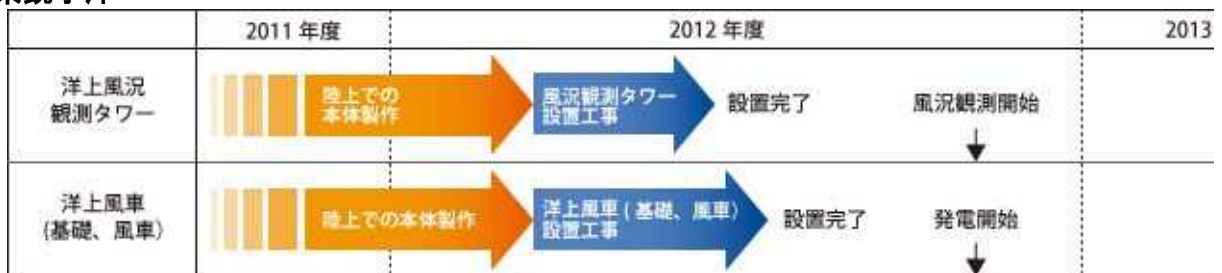 2011 年度
2012 年度
2013
洋上風況
観測タワー
陸上での
本体製作
風況観測タワー
設置工事
設置完了
風況観測開始
洋上風車
(基礎、風車)
陸上での本体製作
洋上風車 ( 基礎、風車)
設置工事
設置完了
発電開始